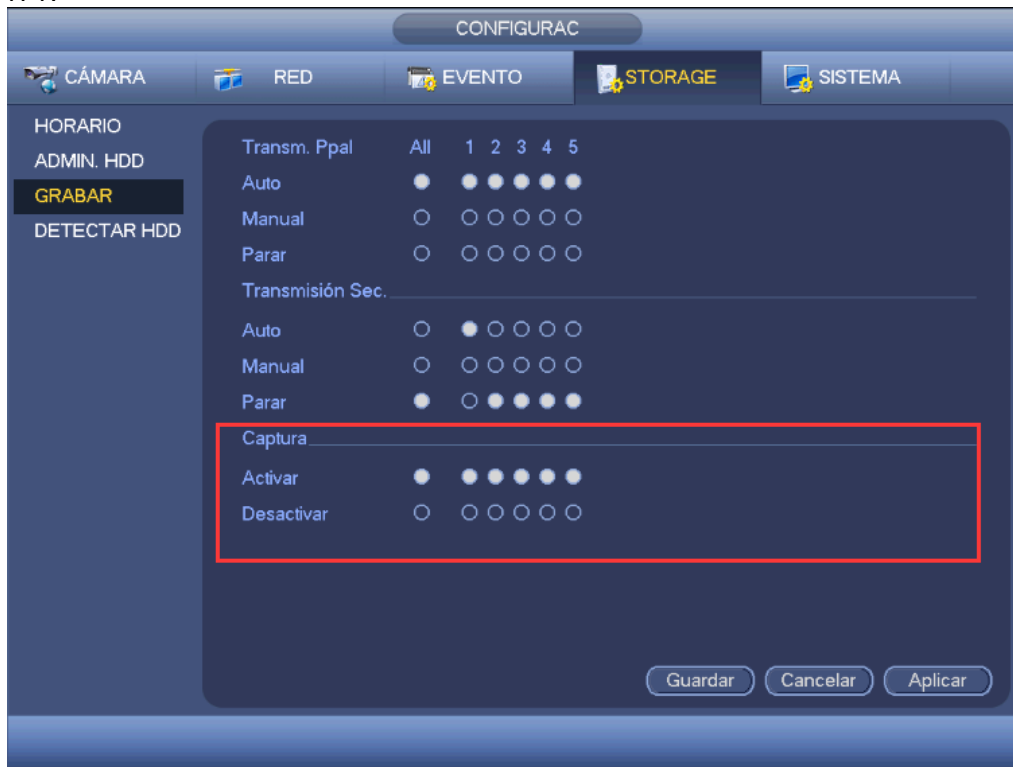 CONFIGURAC
CÁMARA RED EVENTO STORAGE SISTEMA
HORARIO
ADMIN. HDD
GRABAR
DETECTAR HDD
Transm. Ppal All 1 2 3 4 5
Auto
Manual
Parar
Transmisión Sec.
Auto
Manual
Parar
Captura
Activar
Desactivar
Guardar Cancelar Aplicar